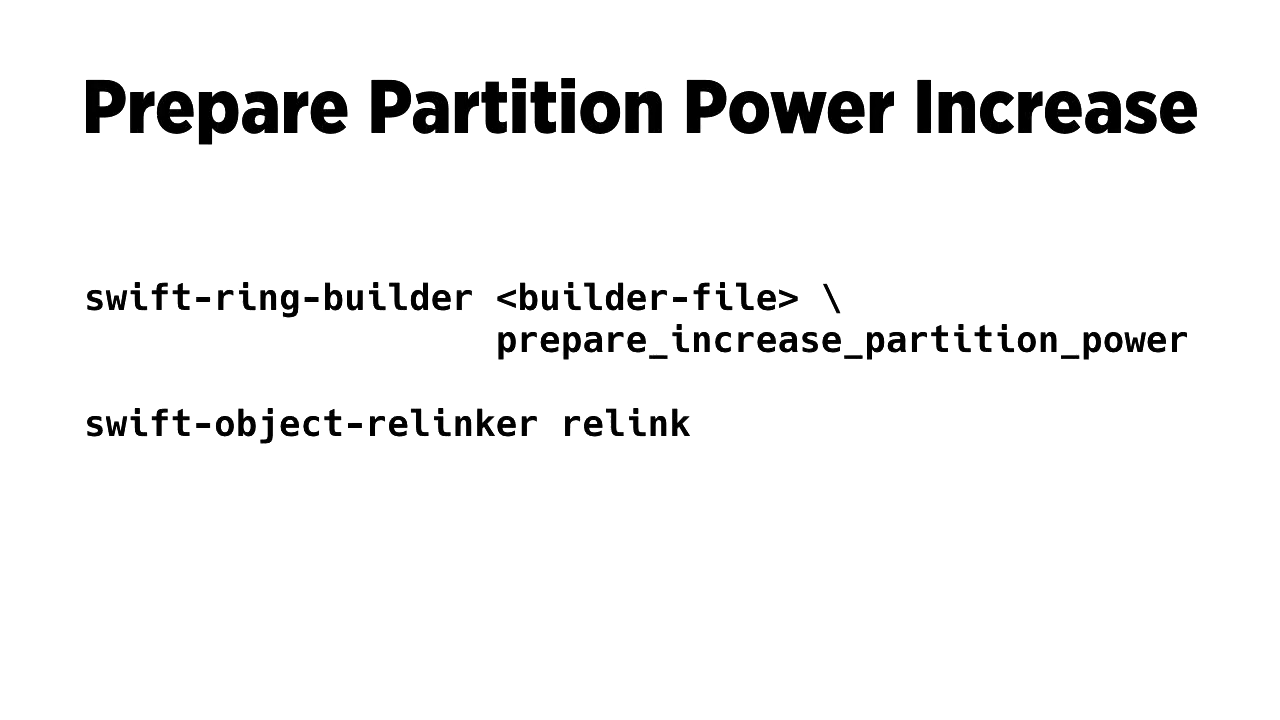 Prepare Partition Power Increase
swift-ring-builder <builder-file> \
prepare_increase_partition_power
swift-object-relinker relink